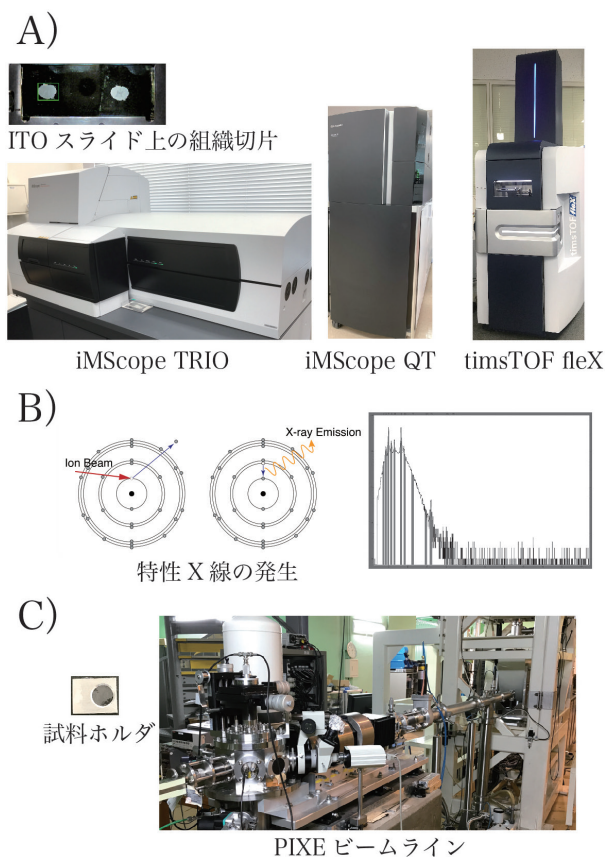 A)
ITO スライド上の組織切片
timsTOF fleX
iMScope TRIO
iMScope QT
timsTOF fleX
B)
Ion Beam
X-ray Emission
特性 X 線の発生
C)
試料ホルダ
PIXE ビームライン